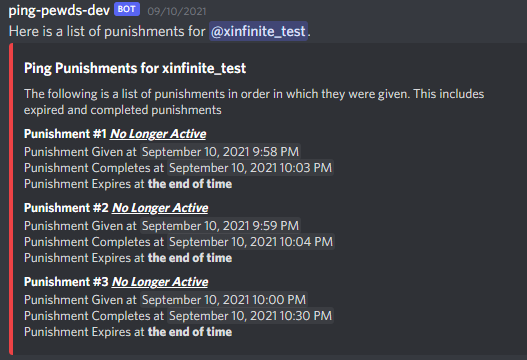 ping-pewds-dev BOT 09/10/2021
Here is a list of punishments for @xinfinite_test.
Ping Punishments for xinfinite_test
The following is a list of punishments in order in which they were given. This includes
expired and completed punishments
Punishment #1 No Longer Active
Punishment Given at September 10, 2021 9:58 PM
Punishment Completes at September 10, 2021 10:03 PM
Punishment Expires at the end of time
Punishment #2 No Longer Active
Punishment Given at September 10, 2021 9:59 PM
Punishment Completes at September 10, 2021 10:04 PM
Punishment Expires at the end of time
Punishment #3 No Longer Active
Punishment Given at September 10, 2021 10:00 PM
Punishment Completes at September 10, 2021 10:30 PM
Punishment Expires at the end of time